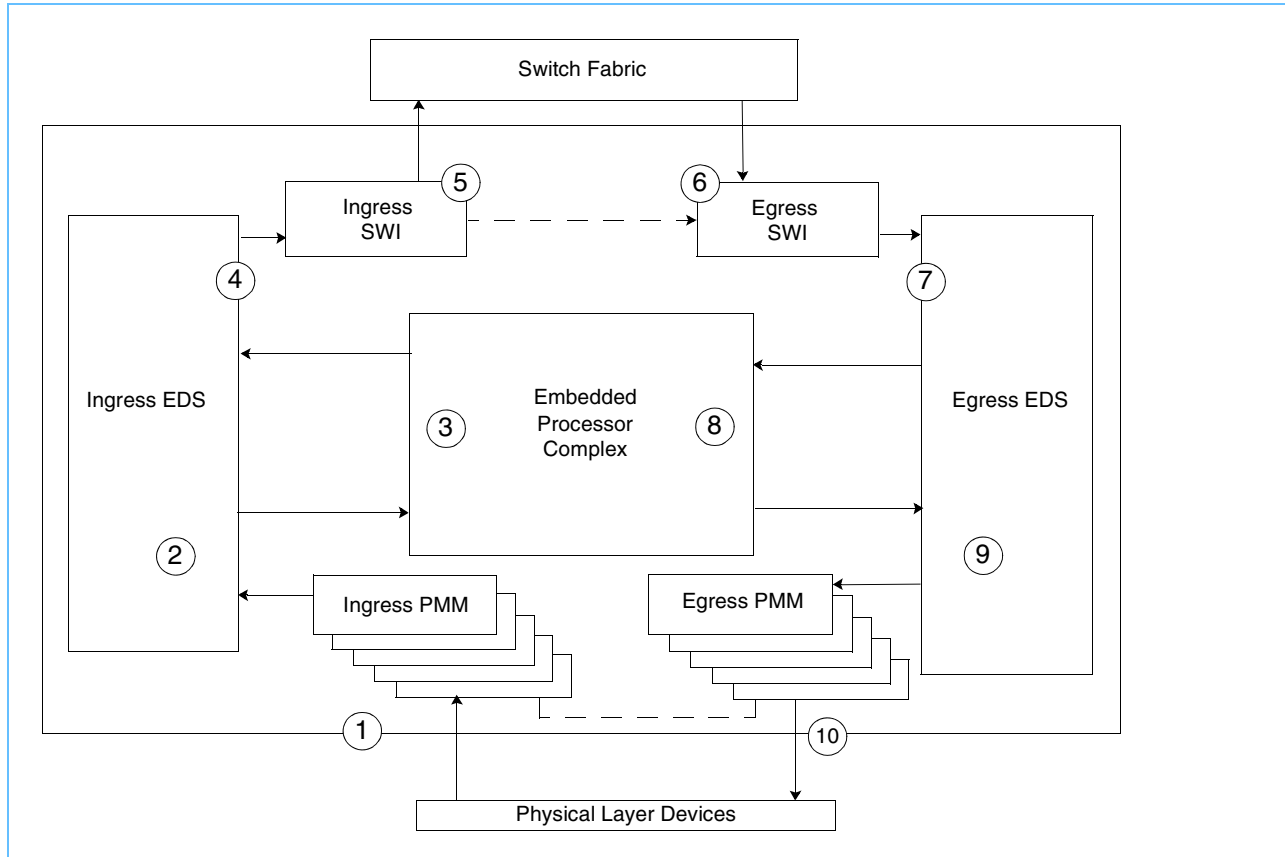 Switch Fabric
5
6
Ingress
SWI
Egress
SWI
4
7
Ingress EDS
Embedded
Processor
Complex
Egress EDS
3
8
2
9
Ingress PMM
Egress PMM
1
10
Physical Layer Devices